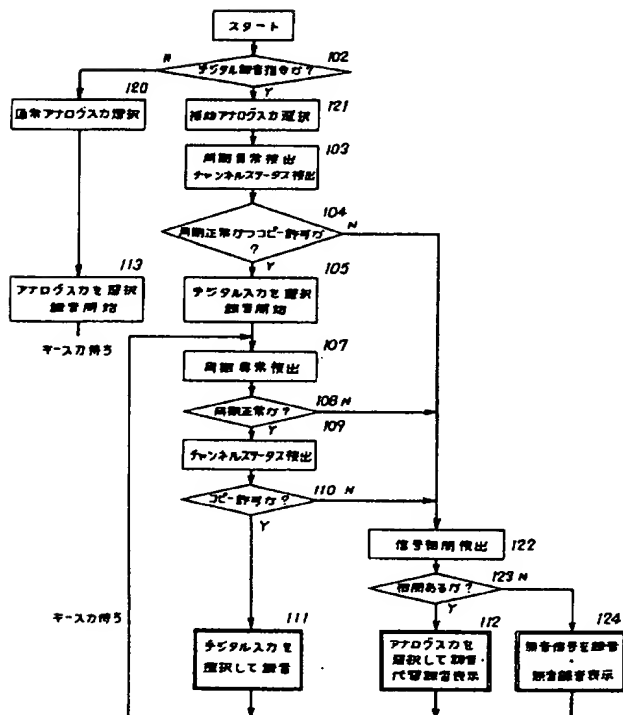 スタート
102
N
デジタル録音指令か?
Y
120
通常アナログ入力選択
121
補助アナログ入力選択
103
同期異常検出
チャンネルステータス検出
104
同期正常かつコピー許可か
?
N
Y
113
アナログ入力を選択
録音開始
キー入力待ち
105
デジタル入力を選択
録音開始
107
同期異常検出
108 N
同期正常か?
Y
109
チャンネルステータス検出
110 N
コピー許可か?
Y
信号相関検出
122
123 N
相関あるか?
Y
キー入力待ち
111
デジタル入力を
選択して録音
112
アナログ入力を
選択して録音・
代替録音表示
124
無音信号を録音
・
無音録音表示